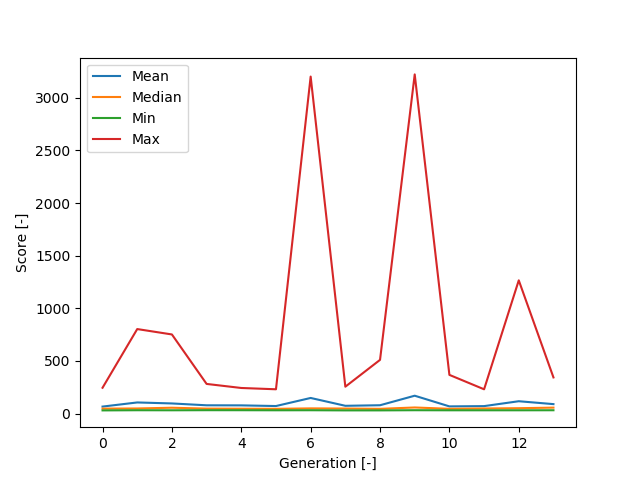 Mean
Median
Min
Max
3000
2500
2000
1500
1000
500
0
Score [-]
0 2 4 6 8 10 12
Generation [-]